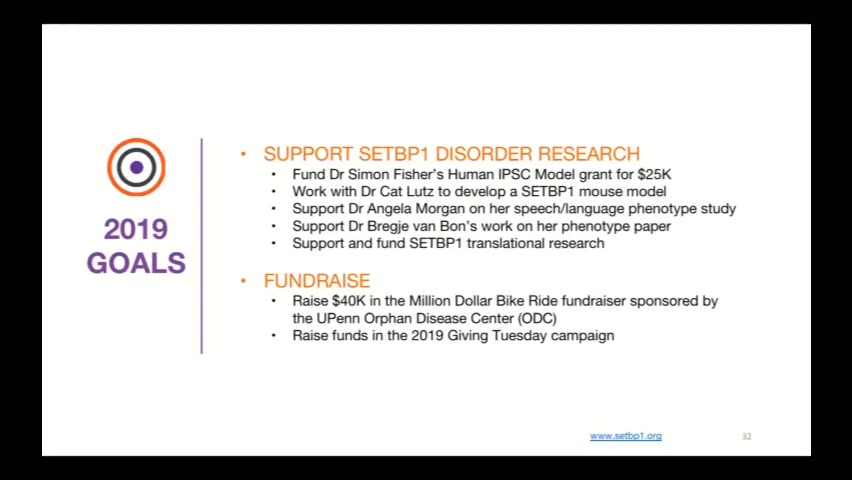 2019
GOALS
• SUPPORT SETBP1 DISORDER RESEARCH
• Fund Dr Simon Fisher's Human IPSC Model grant for $25K
• Work with Dr Cat Lutz to develop a SETBP1 mouse model
• Support Dr Angela Morgan on her speech/language phenotype study
• Support Dr Bregje van Bon's work on her phenotype paper
• Support and fund SETBP1 translational research
• FUNDRAISE
• Raise $40K in the Million Dollar Bike Ride fundraiser sponsored by
the UPenn Orphan Disease Center (ODC)
• Raise funds in the 2019 Giving Tuesday campaign
www.setbp1.org
32